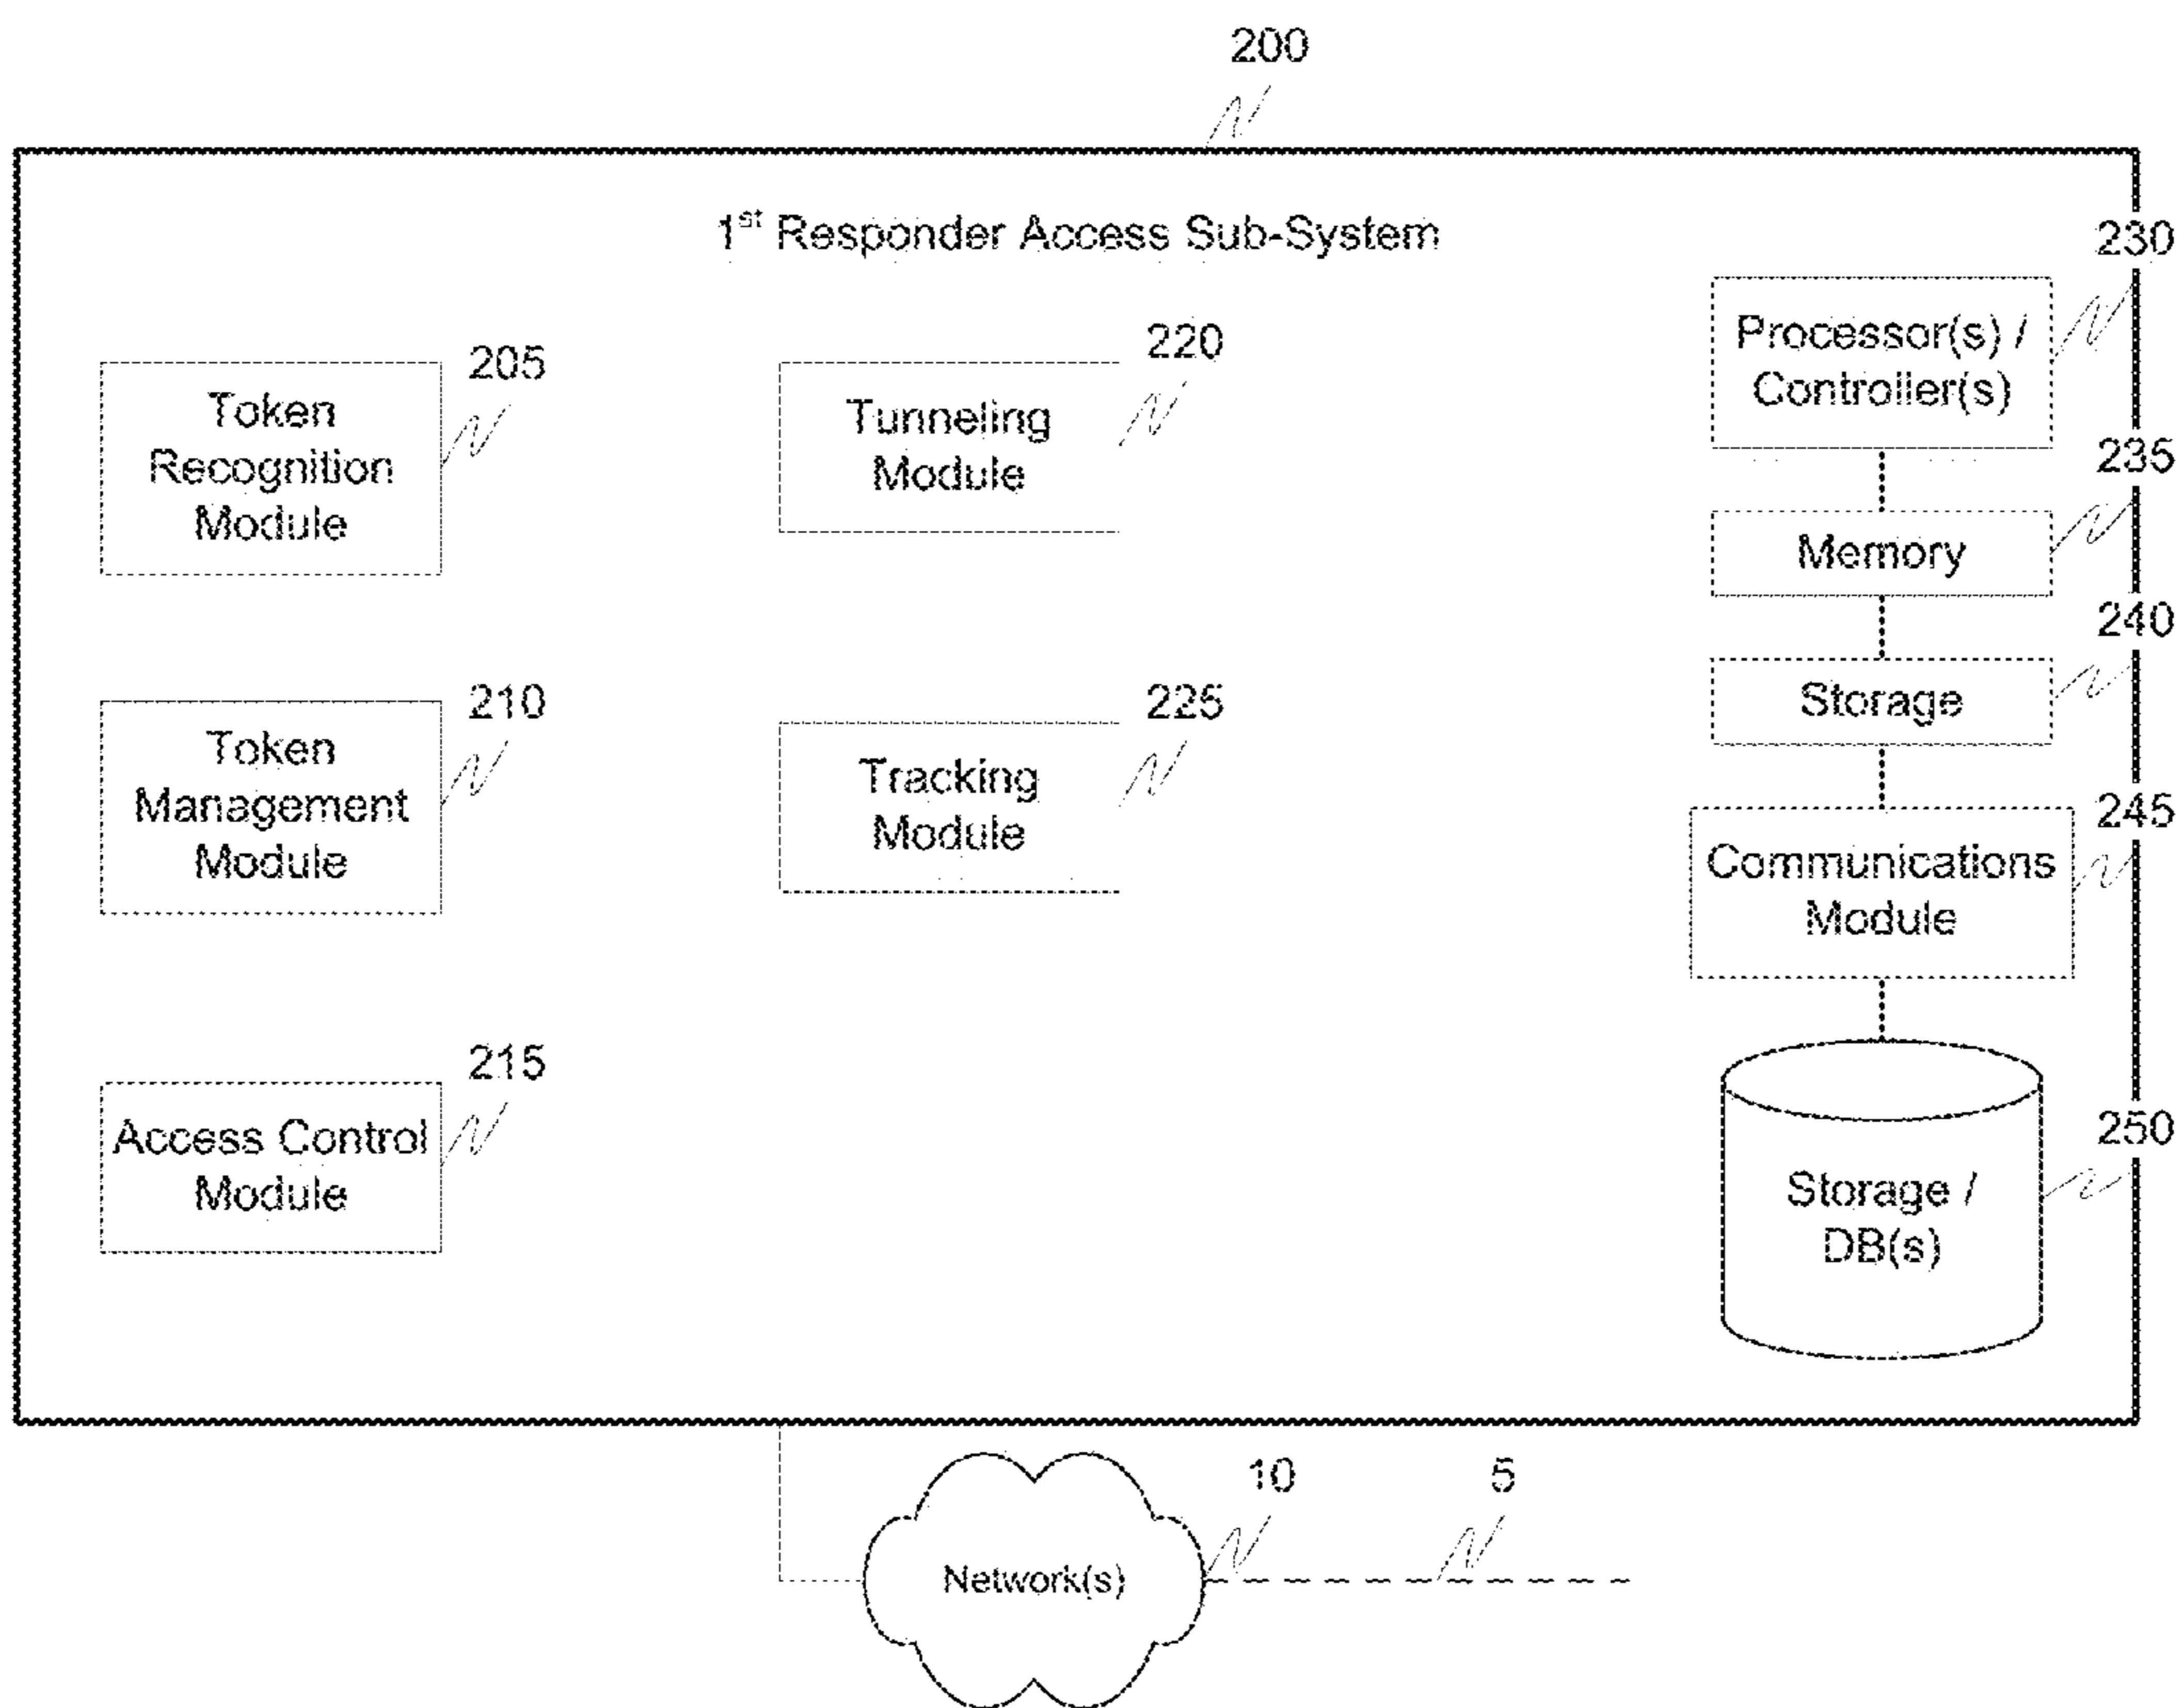 200
1st Responder Access Sub-System
205
Token
Recognition
Module
210
Token
Management
Module
215
Access Control
Module
220
Tunneling
Module
225
Tracking
Module
230
Processor(s) /
Controller(s)
235
Memory
240
Storage
245
Communications
Module
250
Storage /
DB(s)
10
5
Network(s)